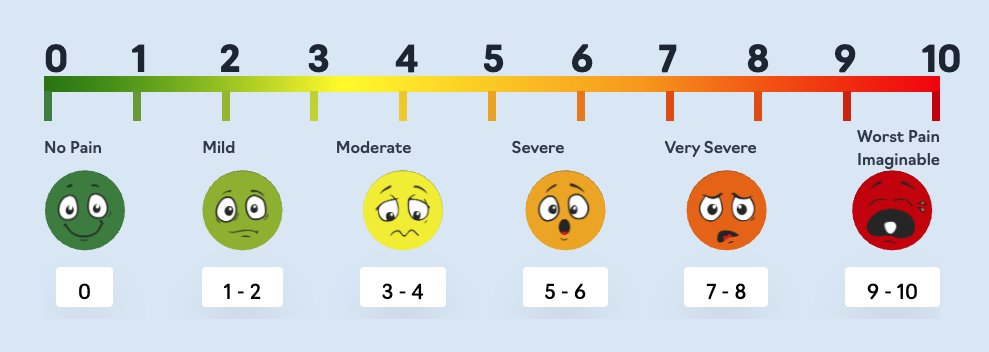 0 1 2 3 4 5 6 7 8 9 10
No Pain Mild Moderate Severe Very Severe Worst Pain
Imaginable
0 1 - 2 3 - 4 5 - 6 7 - 8 9 - 10